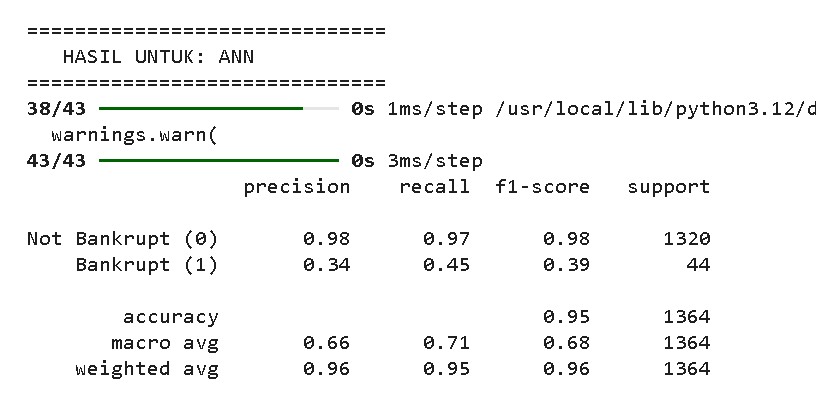 ==============================
HASIL UNTUK: ANN
==============================
38/43 0s 1ms/step /usr/local/lib/python3.12/d
warnings.warn(
43/43 0s 3ms/step
precision recall f1-score support
Not Bankrupt (0) 0.98 0.97 0.98 1320
Bankrupt (1) 0.34 0.45 0.39 44
accuracy 0.95 1364
macro avg 0.66 0.71 0.68 1364
weighted avg 0.96 0.95 0.96 1364